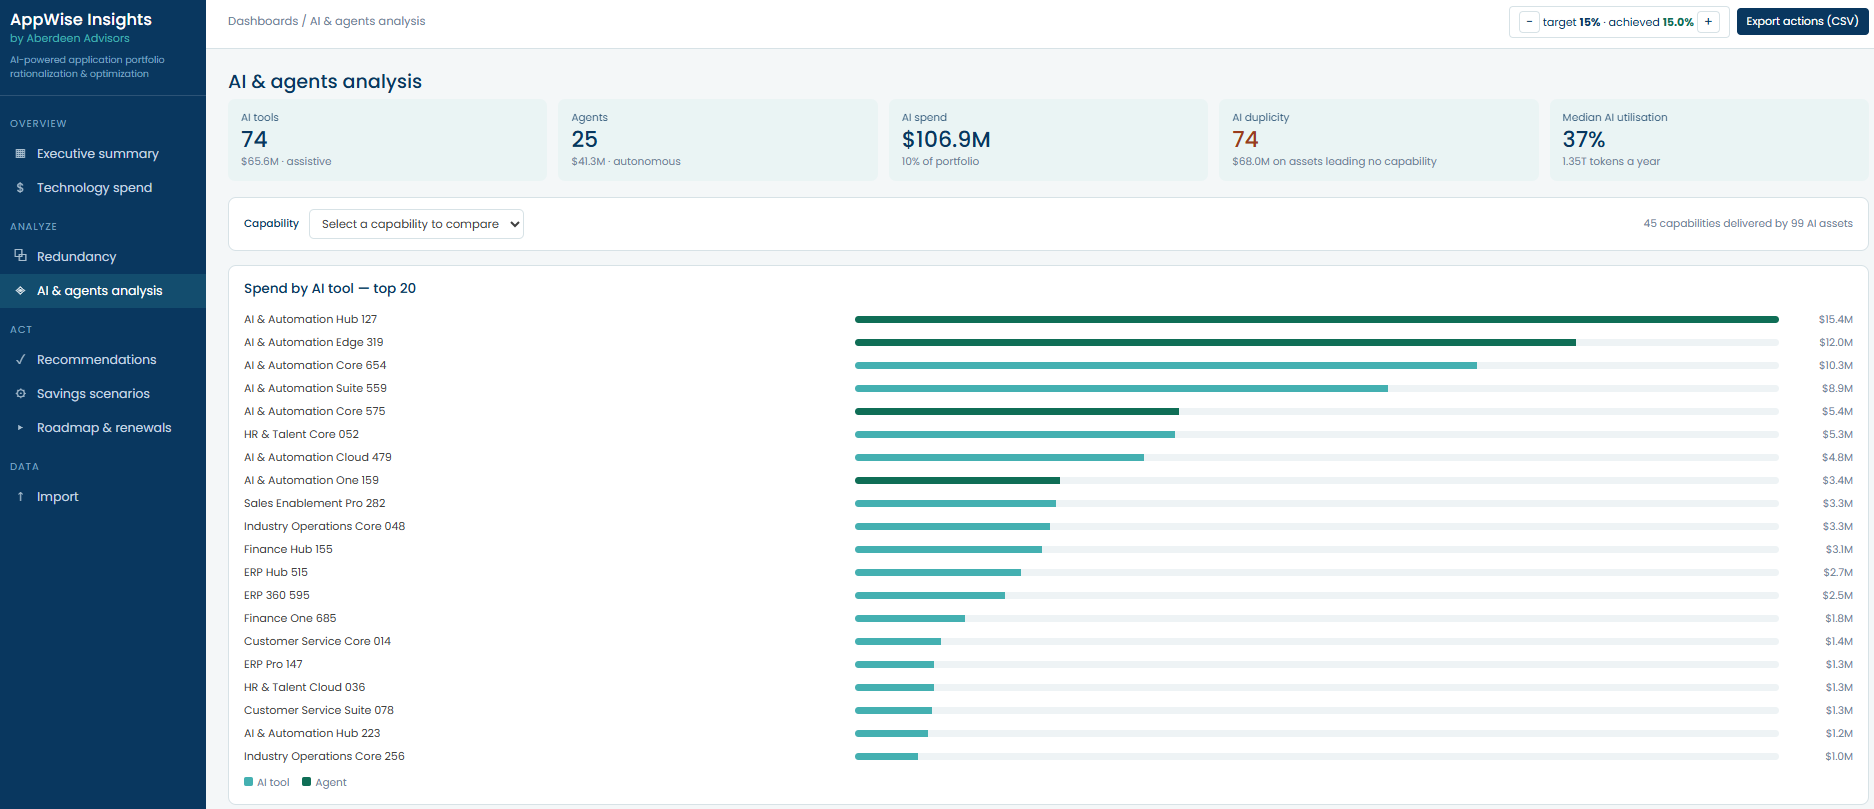 AppWise Insights
by Aberdeen Advisors
AI-powered application portfolio
rationalization & optimization
OVERVIEW
Executive summary
$ Technology spend
ANALYZE
Redundancy
AI & agents analysis
ACT
Recommendations
Savings scenarios
Roadmap & renewals
DATA
Import
Dashboards / AI & agents analysis
- target 15% · achieved 15.0% +
Export actions (CSV)
AI & agents analysis
AI tools
74
$65.6M · assistive
Agents
25
$41.3M · autonomous
AI spend
$106.9M
10% of portfolio
AI duplicity
74
$68.0M on assets leading no capability
Median AI utilisation
37%
1.35T tokens a year
Capability Select a capability to compare
45 capabilities delivered by 99 AI assets
Spend by AI tool — top 20
AI & Automation Hub 127 $15.4M
AI & Automation Edge 319 $12.0M
AI & Automation Core 654 $10.3M
AI & Automation Suite 559 $8.9M
AI & Automation Core 575 $5.4M
HR & Talent Core 052 $5.3M
AI & Automation Cloud 479 $4.8M
AI & Automation One 159 $3.4M
Sales Enablement Pro 282 $3.3M
Industry Operations Core 048 $3.3M
Finance Hub 155 $3.1M
ERP Hub 515 $2.7M
ERP 360 595 $2.5M
Finance One 685 $1.8M
Customer Service Core 014 $1.4M
ERP Pro 147 $1.3M
HR & Talent Cloud 036 $1.3M
Customer Service Suite 078 $1.3M
AI & Automation Hub 223 $1.2M
Industry Operations Core 256 $1.0M
AI tool Agent